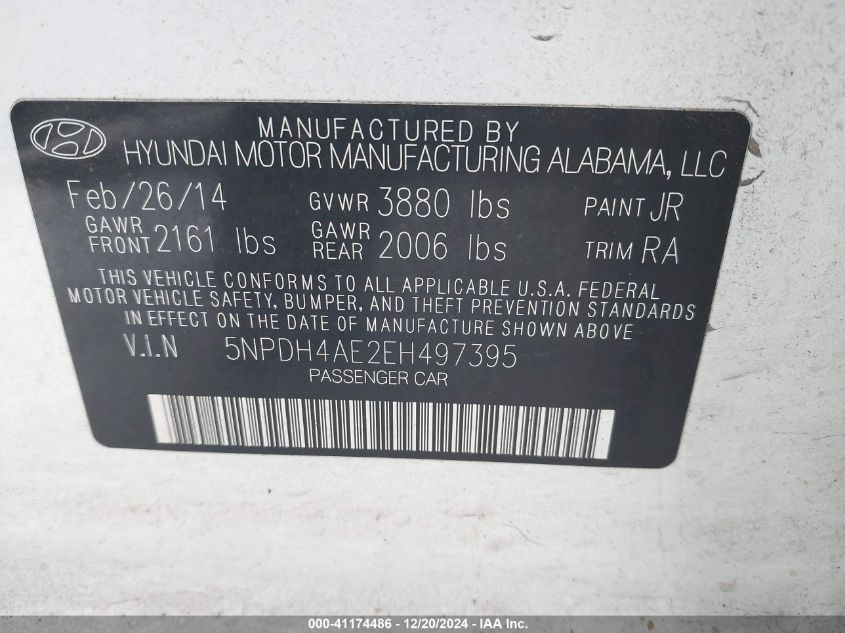 MANUFACTURED BY
HYUNDAI MOTOR MANUFACTURING ALABAMA, LLC
Feb/26/14 GVWR 3880 lbs PAINT JR
GAWR FRONT 2161 lbs GAWR REAR 2006 lbs TRIM RA
THIS VEHICLE CONFORMS TO ALL APPLICABLE U.S.A. FEDERAL
MOTOR VEHICLE SAFETY, BUMPER, AND THEFT PREVENTION STANDARDS
IN EFFECT ON THE DATE OF MANUFACTURE SHOWN ABOVE
V.I.N 5NPDH4AE2EH497395
PASSENGER CAR
000-41174486 - 12/20/2024 - IAA Inc.